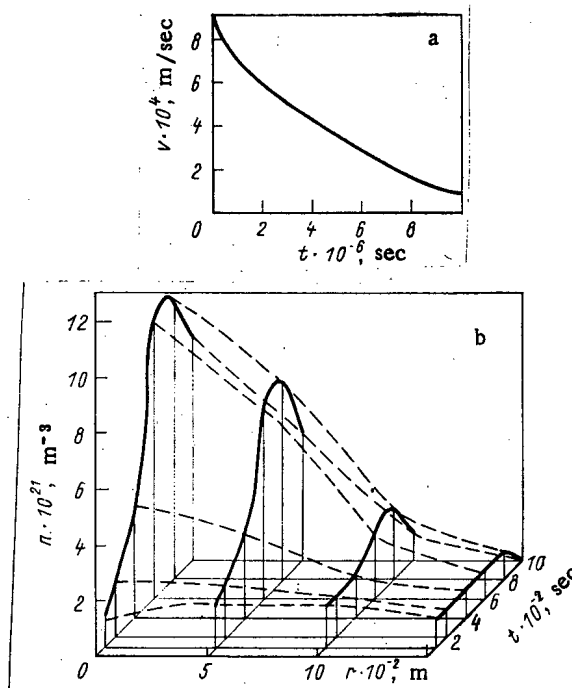 a
v·10⁴, m/sec
8
6
4
2
2 4 6 8
t·10⁻⁶, sec
b
n·10²¹, m⁻³
12
10
8
6
4
2
0 5 10 r·10⁻², m
2 4 6 8 10
t·10⁻², sec